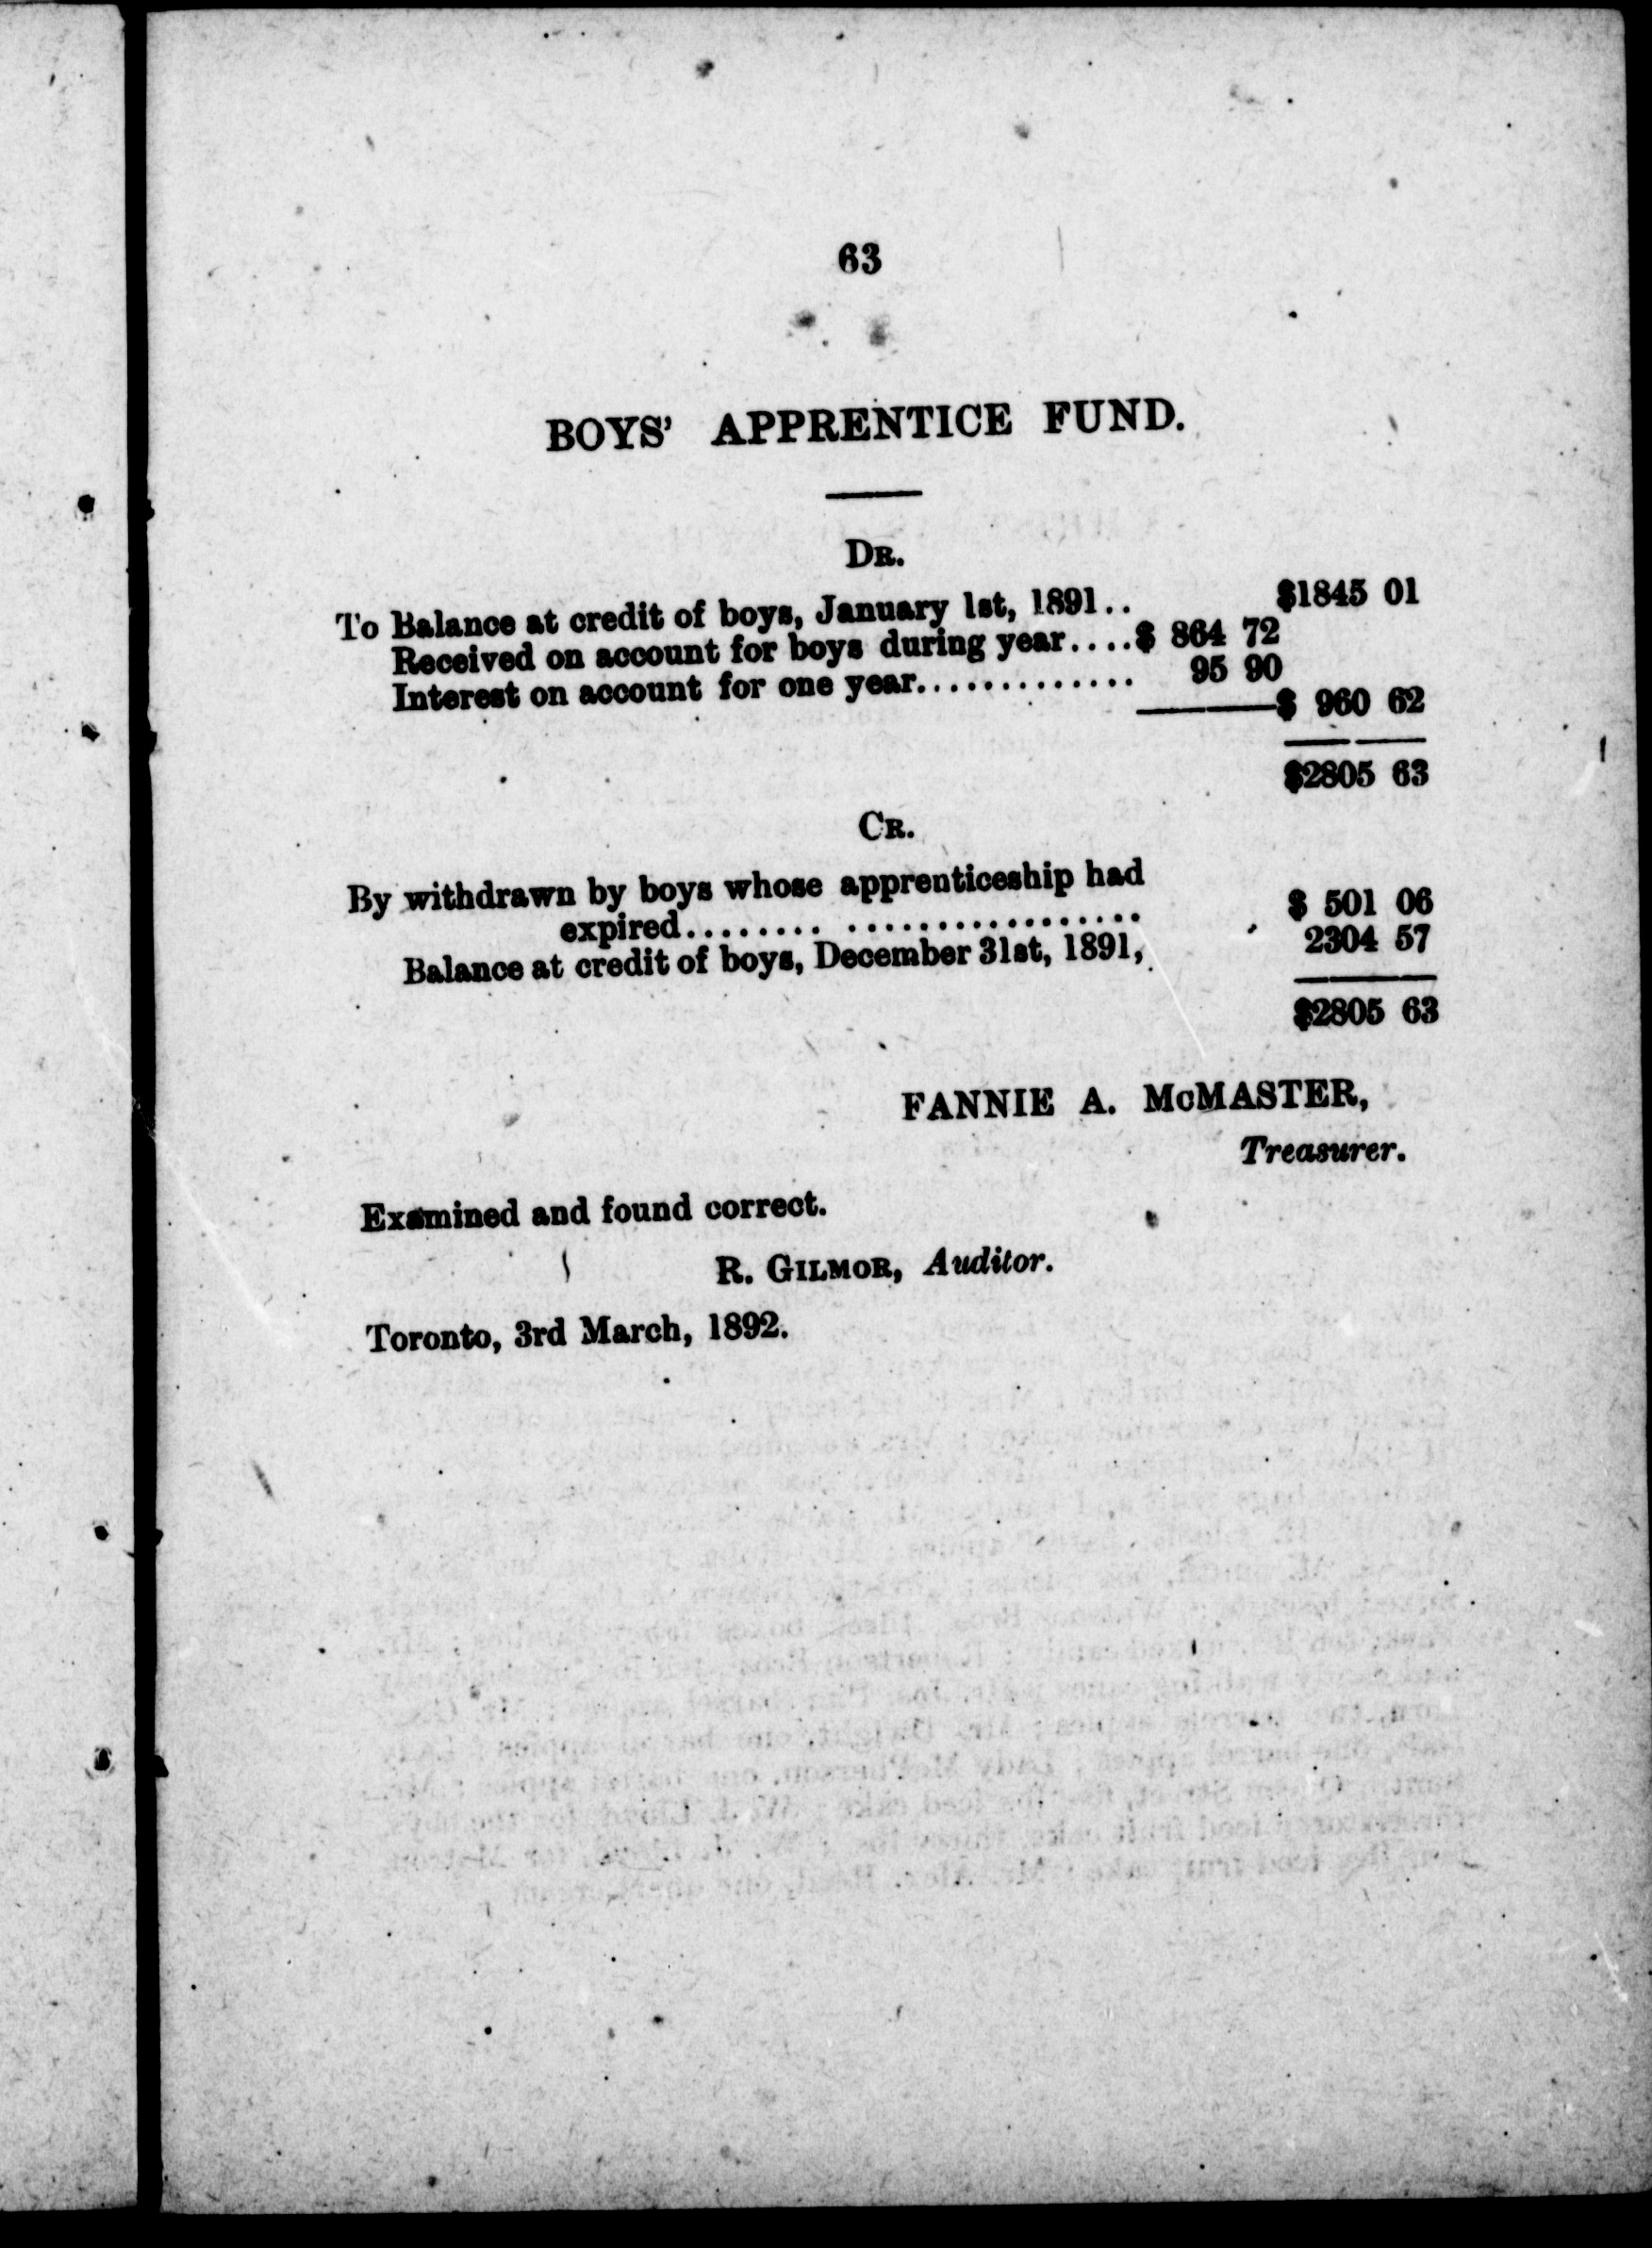 63
BOYS' APPRENTICE FUND.
DR.
To Balance at credit of boys, January 1st, 1891.. $1845 01
Received on account for boys during year....$ 864 72
Interest on account for one year.............. 95 90
$ 960 62
$2805 63
CR.
By withdrawn by boys whose apprenticeship had
expired......... ................. $ 501 06
Balance at credit of boys, December 31st, 1891, 2304 57
$2805 63
FANNIE A. McMASTER,
Treasurer.
Examined and found correct.
R. GILMOR, Auditor.
Toronto, 3rd March, 1892.